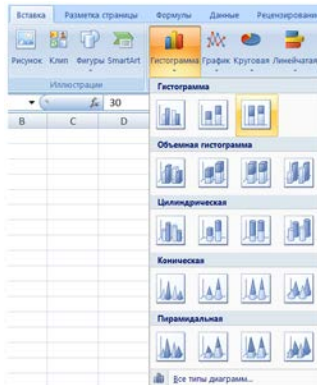 Вставка Разметка страницы Формулы Данные Рецензировани
Рисунок Клип Фигуры SmartArt Гистограмма График Круговая Линейчатая
Иллюстрации
fx 30
B C D
Гистограмма
Объемная гистограмма
Цилиндрическая
Коническая
Пирамидальная
Все типы диаграмм...